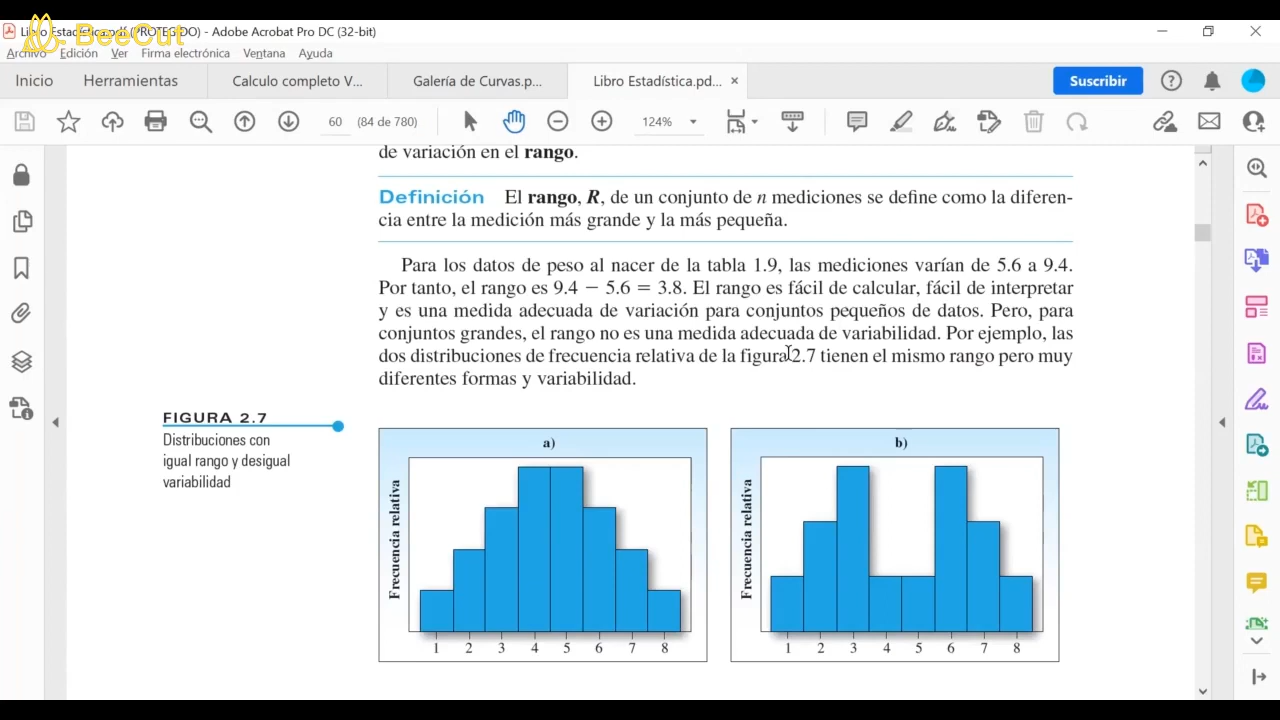 Libro Estadística.pdf (PROTEGIDO) - Adobe Acrobat Pro DC (32-bit)
BeeCut
Archivo Edición Ver Firma electrónica Ventana Ayuda
Inicio Herramientas Calculo completo V... Galería de Curvas.p... Libro Estadística.pd... × Suscribir
60 (84 de 780) 124%
de variación en el rango.
Definición El rango, R, de un conjunto de n mediciones se define como la diferen-
cia entre la medición más grande y la más pequeña.
Para los datos de peso al nacer de la tabla 1.9, las mediciones varían de 5.6 a 9.4.
Por tanto, el rango es 9.4 − 5.6 = 3.8. El rango es fácil de calcular, fácil de interpretar
y es una medida adecuada de variación para conjuntos pequeños de datos. Pero, para
conjuntos grandes, el rango no es una medida adecuada de variabilidad. Por ejemplo, las
dos distribuciones de frecuencia relativa de la figura 2.7 tienen el mismo rango pero muy
diferentes formas y variabilidad.
FIGURA 2.7
Distribuciones con
igual rango y desigual
variabilidad
a)
Frecuencia relativa
1 2 3 4 5 6 7 8
b)
Frecuencia relativa
1 2 3 4 5 6 7 8